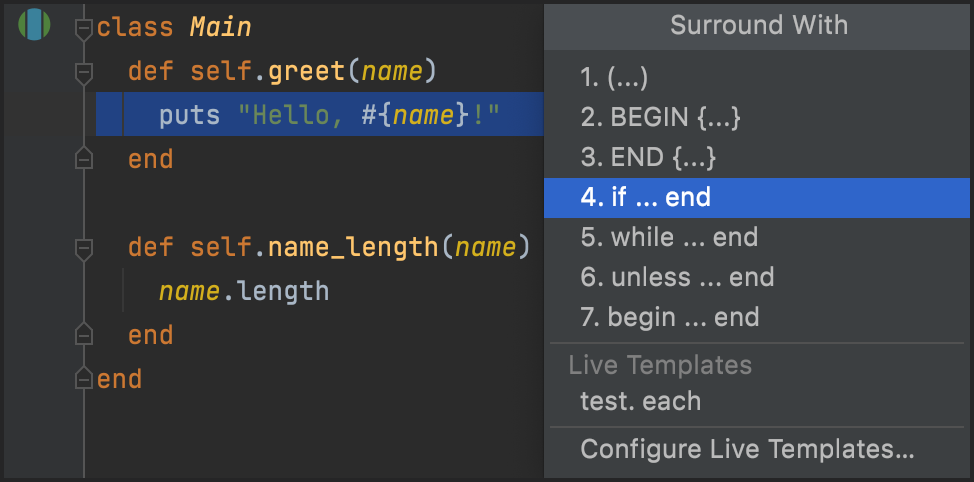 class Main
def self.greet(name)
puts "Hello, #{name}!"
end
def self.name_length(name)
name.length
end
end
Surround With
1. (...)
2. BEGIN {...}
3. END {...}
4. if ... end
5. while ... end
6. unless ... end
7. begin ... end
Live Templates
test. each
Configure Live Templates...